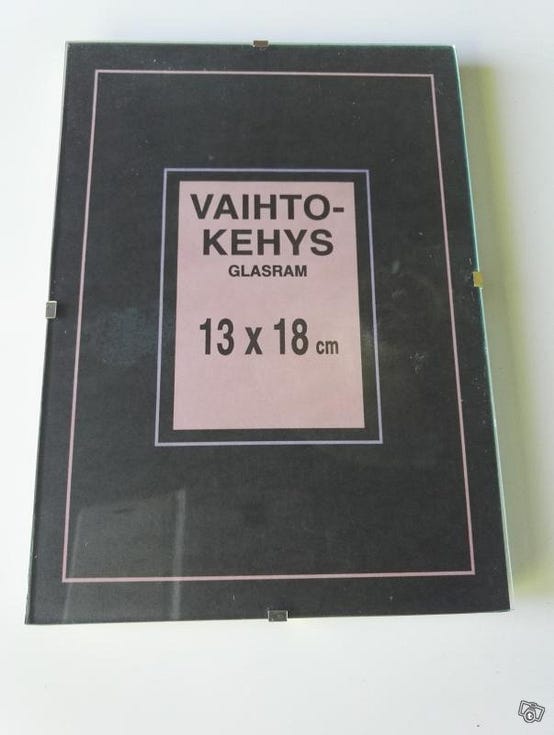 VAIHTO-
KEHYS
GLASRAM
13 x 18 cm